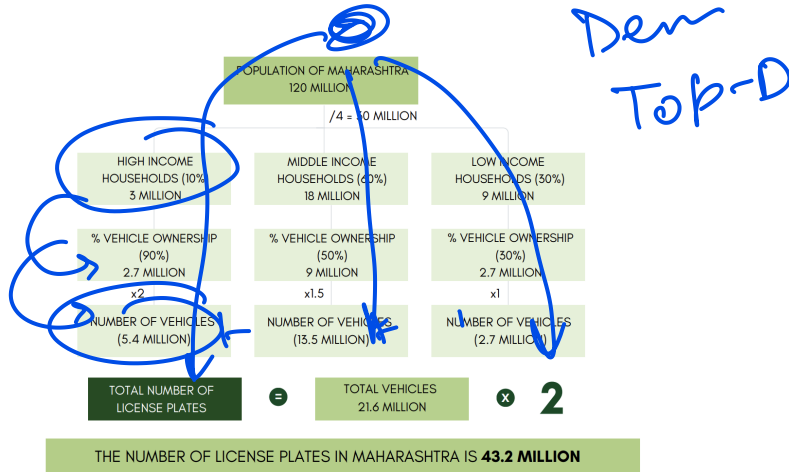 Dem
Top-D
POPULATION OF MAHARASHTRA
120 MILLION
/4 = 30 MILLION
HIGH INCOME
HOUSEHOLDS (10%)
3 MILLION
MIDDLE INCOME
HOUSEHOLDS (60%)
18 MILLION
LOW INCOME
HOUSEHOLDS (30%)
9 MILLION
% VEHICLE OWNERSHIP
(90%)
2.7 MILLION
% VEHICLE OWNERSHIP
(50%)
9 MILLION
% VEHICLE OWNERSHIP
(30%)
2.7 MILLION
x2
x1.5
x1
NUMBER OF VEHICLES
(5.4 MILLION)
NUMBER OF VEHICLES
(13.5 MILLION)
NUMBER OF VEHICLES
(2.7 MILLION)
TOTAL NUMBER OF
LICENSE PLATES
=
TOTAL VEHICLES
21.6 MILLION
x
2
THE NUMBER OF LICENSE PLATES IN MAHARASHTRA IS 43.2 MILLION